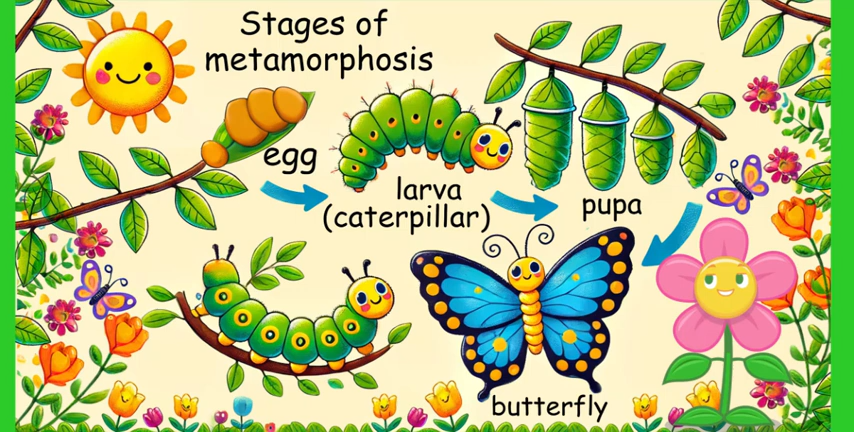 Stages of
metamorphosis
egg
larva
(caterpillar)
pupa
butterfly